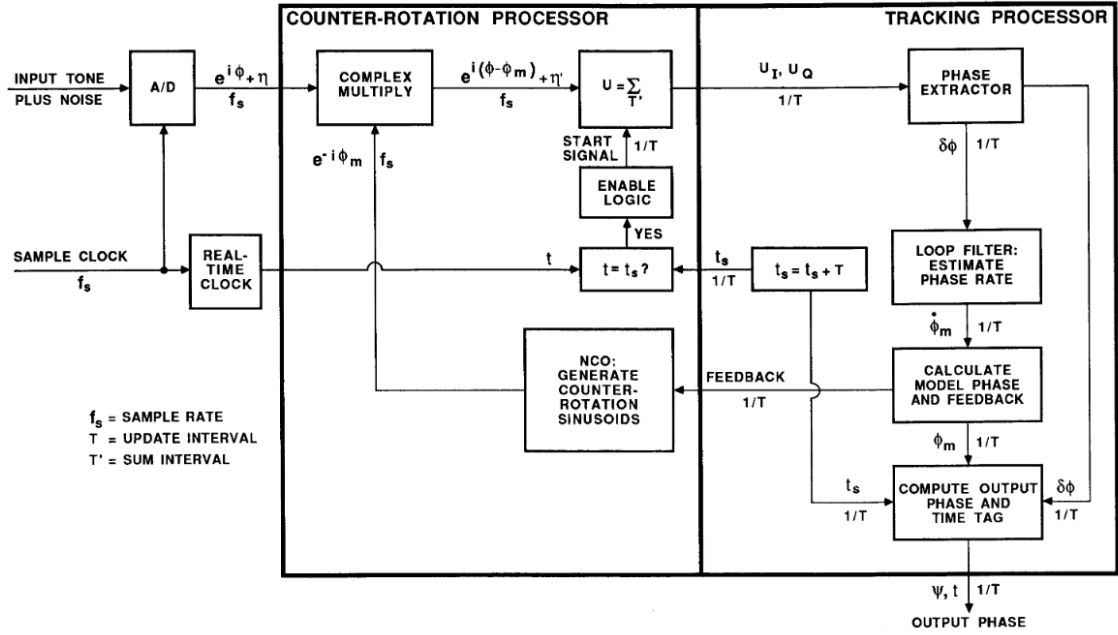 COUNTER-ROTATION PROCESSOR
TRACKING PROCESSOR
INPUT TONE
PLUS NOISE
A/D
e^{iϕ} + η
f_s
COMPLEX
MULTIPLY
e^{i(ϕ-ϕ_m)} + η'
f_s
U = ∑
T'
U_I, U_Q
1/T
PHASE
EXTRACTOR
e^{-iϕ_m}
f_s
START
SIGNAL
1/T
δϕ
1/T
ENABLE
LOGIC
YES
SAMPLE CLOCK
f_s
REAL-
TIME
CLOCK
t
t = t_s ?
t_s
1/T
t_s = t_s + T
LOOP FILTER:
ESTIMATE
PHASE RATE
ϕ̇_m
1/T
NCO:
GENERATE
COUNTER-
ROTATION
SINUSOIDS
FEEDBACK
1/T
CALCULATE
MODEL PHASE
AND FEEDBACK
f_s = SAMPLE RATE
T = UPDATE INTERVAL
T' = SUM INTERVAL
ϕ_m
1/T
t_s
1/T
COMPUTE OUTPUT
PHASE AND
TIME TAG
δϕ
1/T
ψ, t
1/T
OUTPUT PHASE